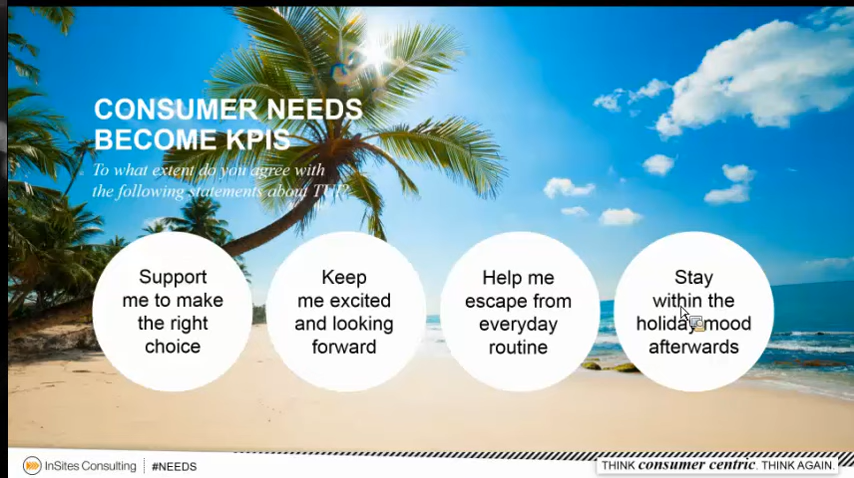 CONSUMER NEEDS
BECOME KPIS
To what extent do you agree with
the following statements about TUI?
Support
me to make
the right
choice
Keep
me excited
and looking
forward
Help me
escape from
everyday
routine
Stay
within the
holiday mood
afterwards
InSites Consulting
#NEEDS
THINK consumer centric. THINK AGAIN.